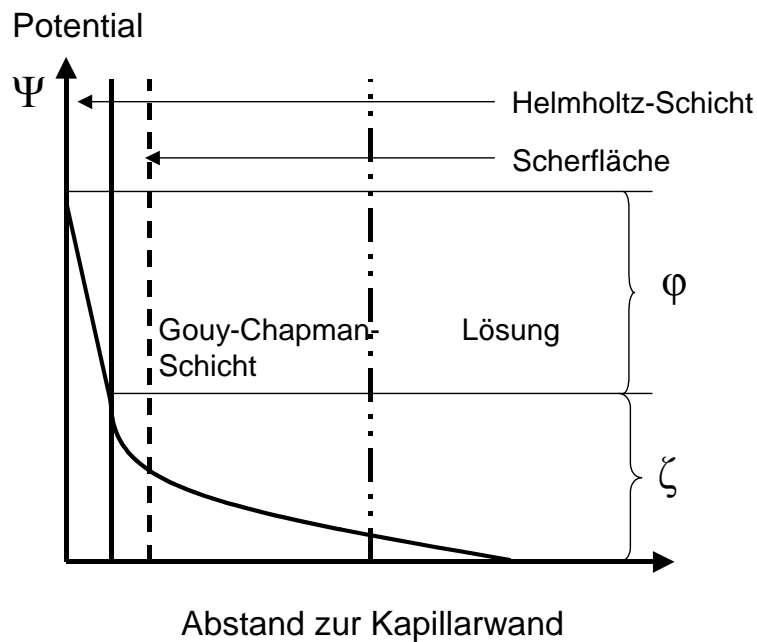 Potential
Ψ
Helmholtz-Schicht
Scherfläche
φ
Gouy-Chapman-
Schicht
Lösung
ζ
Abstand zur Kapillarwand